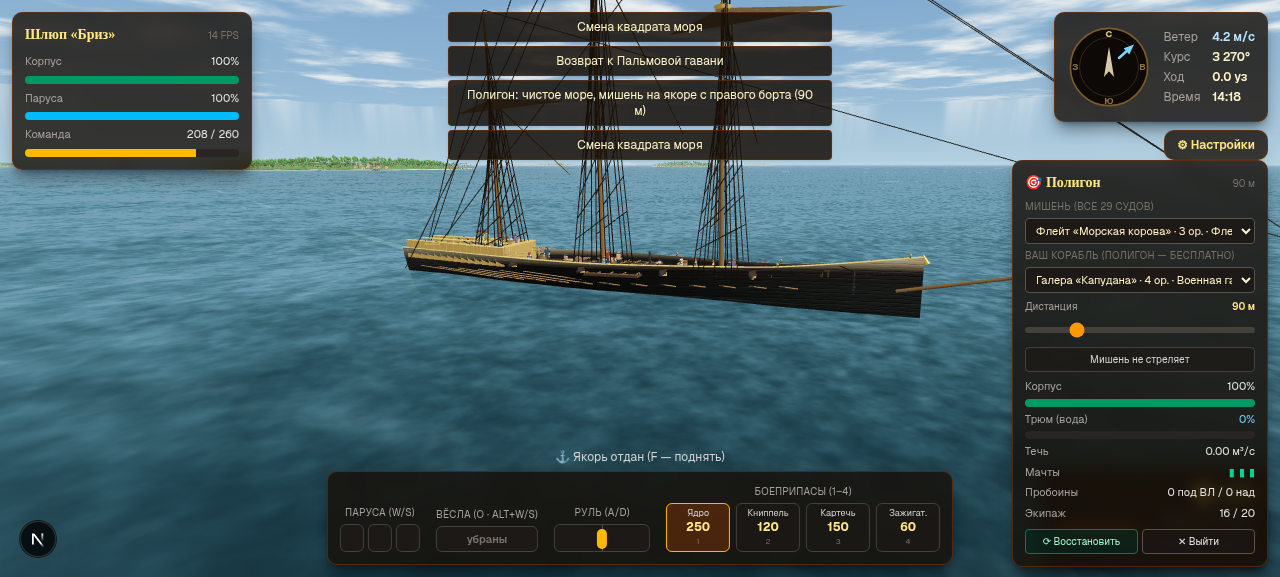 Шлюп «Бриз»
14 FPS
Корпус
100%
Паруса
100%
Команда
208 / 260
Смена квадрата моря
Возврат к Пальмовой гавани
Полигон: чистое море, мишень на якоре с правого борта (90
м)
Смена квадрата моря
С
З
В
Ю
Ветер
4.2 м/с
Курс
З 270°
Ход
0.0 уз
Время
14:18
⚙ Настройки
🎯 Полигон
90 м
МИШЕНЬ (ВСЕ 29 СУДОВ)
Флейт «Морская корова» · 3 ор. · Фле
ВАШ КОРАБЛЬ (ПОЛИГОН — БЕСПЛАТНО)
Галера «Капудана» · 4 ор. · Военная га
Дистанция
90 м
Мишень не стреляет
Корпус
100%
Трюм (вода)
0%
Течь
0.00 м³/с
Мачты
Пробоины
0 под ВЛ / 0 над
Экипаж
16 / 20
⟳ Восстановить
✕ Выйти
⚓ Якорь отдан (F — поднять)
ПАРУСА (W/S)
ВЁСЛА (O · ALT+W/S)
убраны
РУЛЬ (A/D)
БОЕПРИПАСЫ (1–4)
Ядро
250
1
Книппель
120
2
Картечь
150
3
Зажигат.
60
4
N